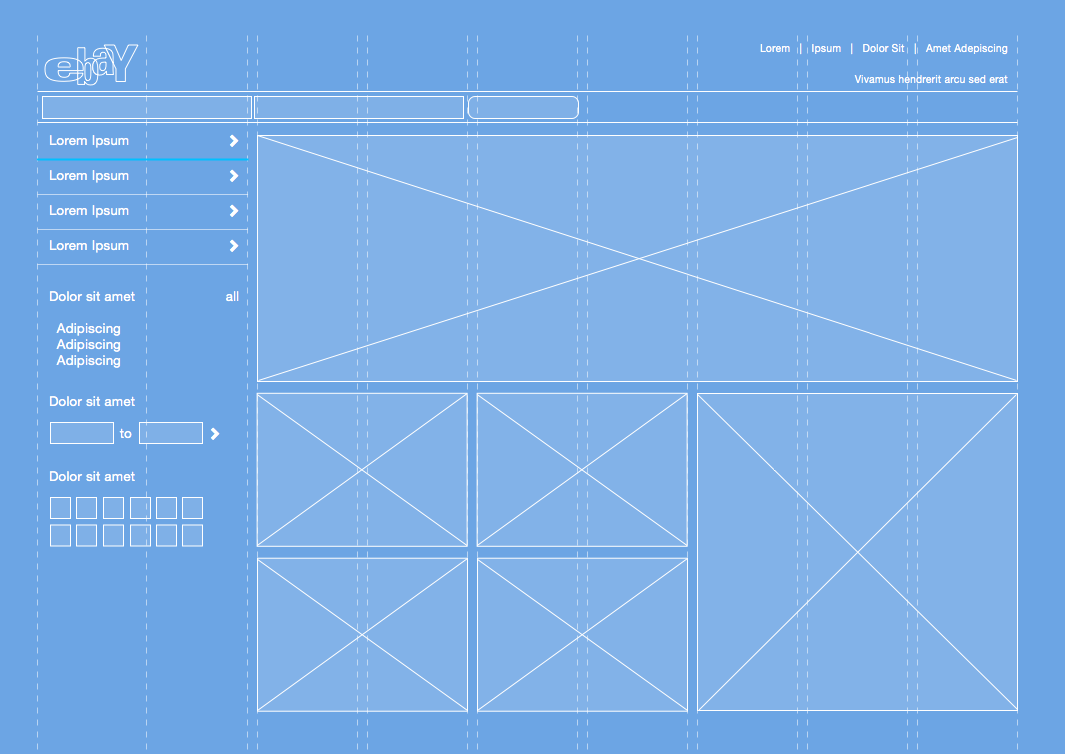 ebaY
Lorem | Ipsum | Dolor Sit | Amet Adepiscing
Vivamus hendrerit arcu sed erat
Lorem Ipsum
Lorem Ipsum
Lorem Ipsum
Lorem Ipsum
Dolor sit amet all
Adipiscing
Adipiscing
Adipiscing
Dolor sit amet
to
Dolor sit amet